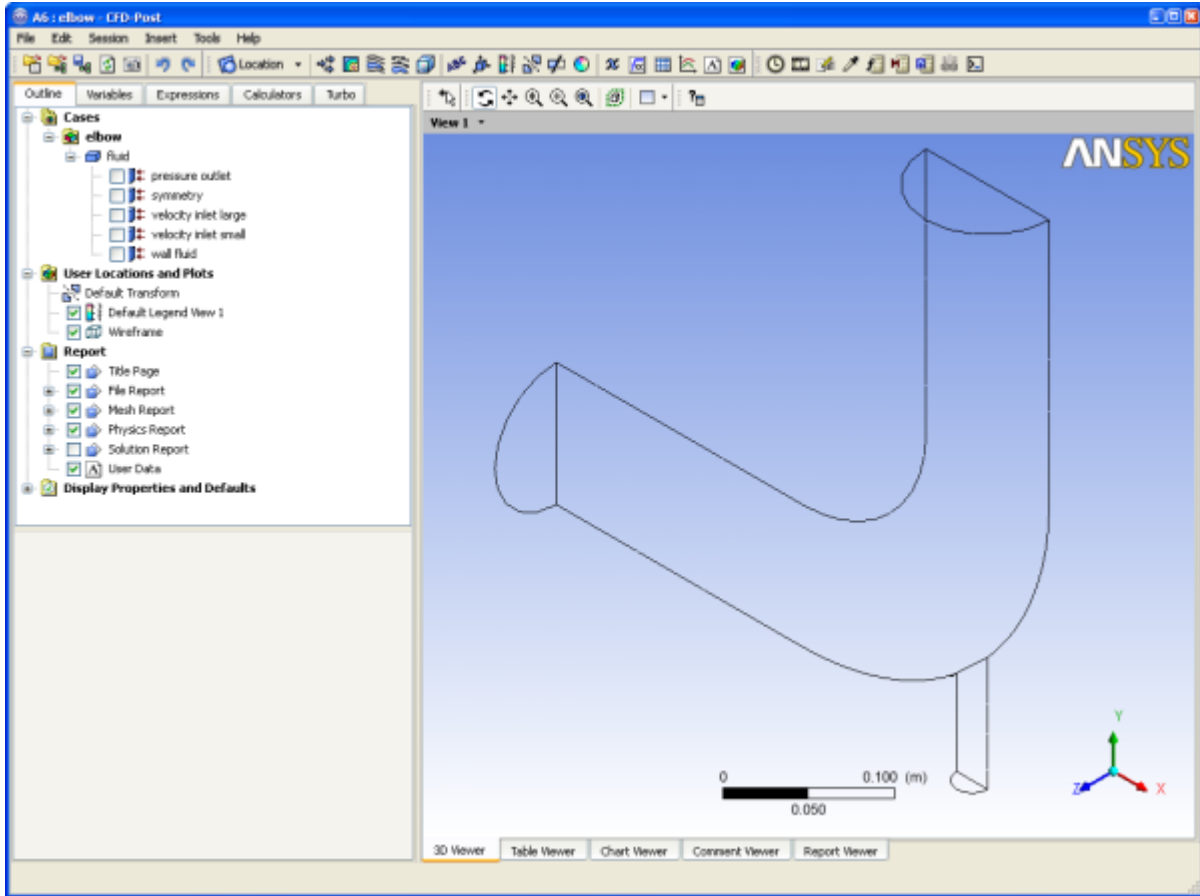 A6 : elbow - CFD-Post
File Edit Session Insert Tools Help
Location
Outline Variables Expressions Calculators Turbo
Cases
elbow
fluid
pressure outlet
symmetry
velocity inlet large
velocity inlet small
wall fluid
User Locations and Plots
Default Transform
Default Legend View 1
Wireframe
Report
Title Page
File Report
Mesh Report
Physics Report
Solution Report
User Data
Display Properties and Defaults
View 1
ANSYS
0 0.100 (m)
0.050
Y
Z X
3D Viewer Table Viewer Chart Viewer Comment Viewer Report Viewer